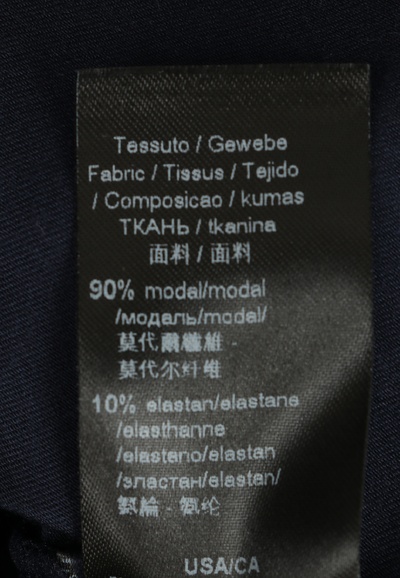 Tessuto / Gewebe
Fabric / Tissus / Tejido
/ Composicao / kumas
ТКАНЬ / tkanina
面料 / 面料
90% modal/modal
/модаль/modal/
莫代爾纖維 -
莫代尔纤维
10% elastan/elastane
/elasthanne
/elasteno/elastan
/эластан/elastan/
氨綸 - 氨纶
USA/CA